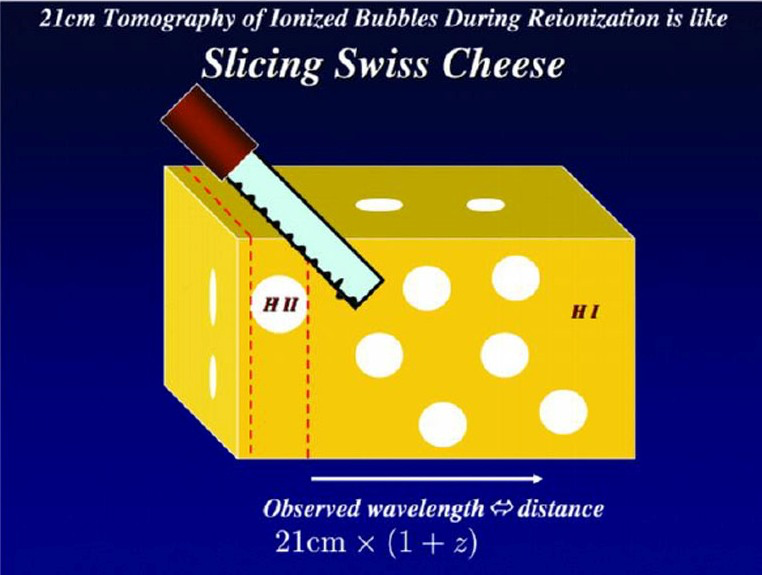 21cm Tomography of Ionized Bubbles During Reionization is like
Slicing Swiss Cheese
H II
H I
Observed wavelength ⇔ distance
21cm × (1 + z)